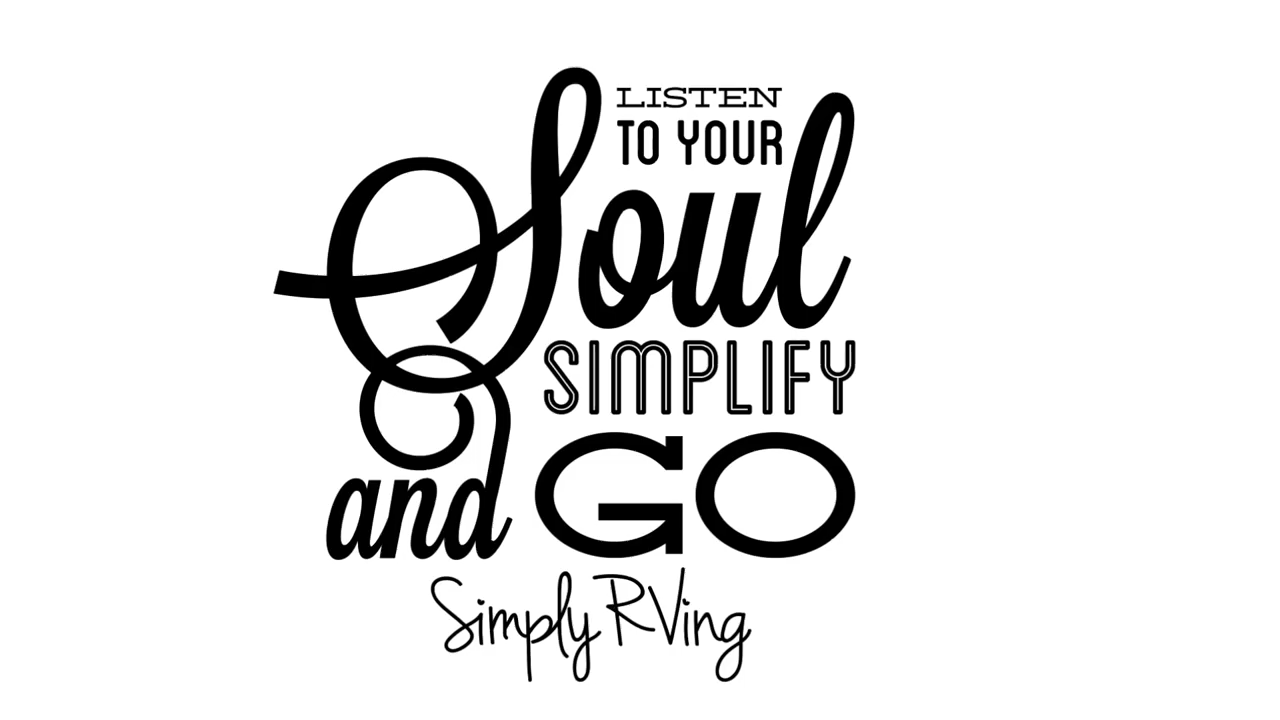 LISTEN
TO YOUR
Soul
SIMPLIFY
and GO
Simply RVing